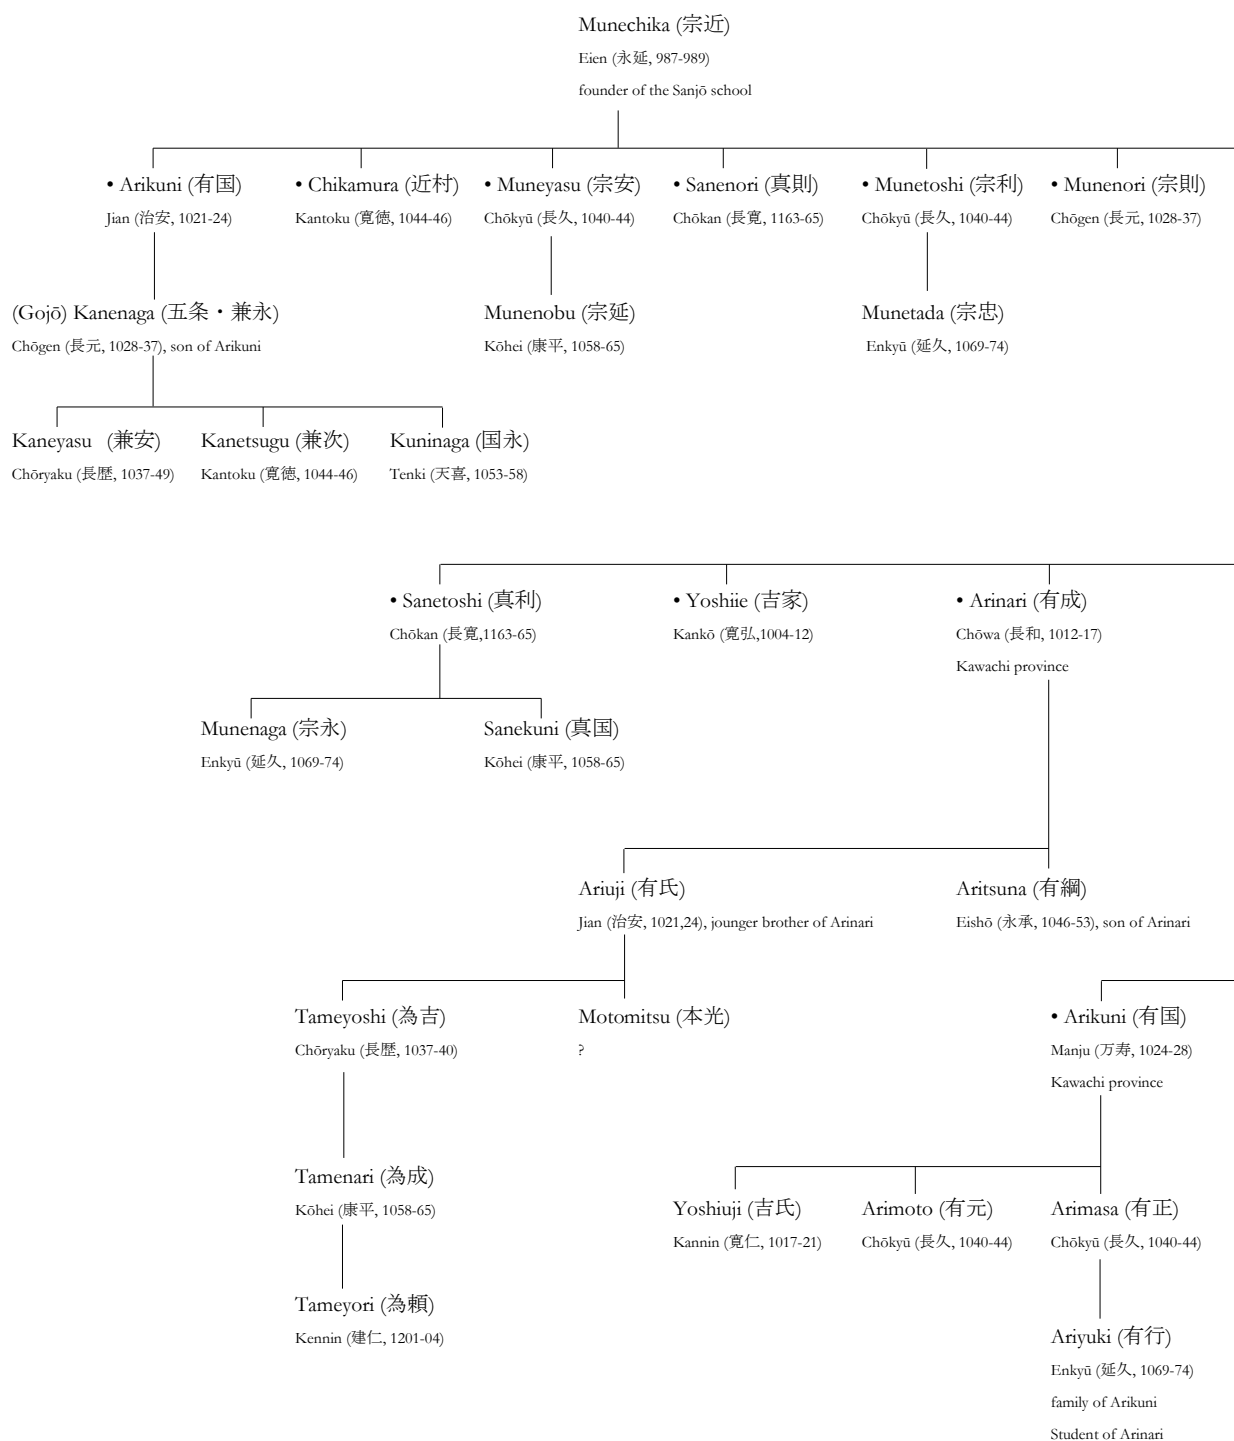 Munechika (宗近)
Eien (永延, 987-989)
founder of the Sanjō school
• Arikuni (有国)
Jian (治安, 1021-24)
• Chikamura (近村)
Kantoku (寛徳, 1044-46)
• Muneyasu (宗安)
Chōkyū (長久, 1040-44)
• Sanenori (真則)
Chōkan (長寛, 1163-65)
• Munetoshi (宗利)
Chōkyū (長久, 1040-44)
• Munenori (宗則)
Chōgen (長元, 1028-37)
(Gojō) Kanenaga (五条・兼永)
Chōgen (長元, 1028-37), son of Arikuni
Munenobu (宗延)
Kōhei (康平, 1058-65)
Munetada (宗忠)
Enkyū (延久, 1069-74)
Kaneyasu (兼安)
Chōryaku (長歴, 1037-49)
Kanetsugu (兼次)
Kantoku (寛徳, 1044-46)
Kuninaga (国永)
Tenki (天喜, 1053-58)
• Sanetoshi (真利)
Chōkan (長寛,1163-65)
• Yoshiie (吉家)
Kankō (寛弘,1004-12)
• Arinari (有成)
Chōwa (長和, 1012-17)
Kawachi province
Munenaga (宗永)
Enkyū (延久, 1069-74)
Sanekuni (真国)
Kōhei (康平, 1058-65)
Ariuji (有氏)
Jian (治安, 1021,24), jounger brother of Arinari
Aritsuna (有綱)
Eishō (永承, 1046-53), son of Arinari
Tameyoshi (為吉)
Chōryaku (長歴, 1037-40)
Motomitsu (本光)
?
• Arikuni (有国)
Manju (万寿, 1024-28)
Kawachi province
Tamenari (為成)
Kōhei (康平, 1058-65)
Yoshiuji (吉氏)
Kannin (寛仁, 1017-21)
Arimoto (有元)
Chōkyū (長久, 1040-44)
Arimasa (有正)
Chōkyū (長久, 1040-44)
Tameyori (為頼)
Kennin (建仁, 1201-04)
Ariyuki (有行)
Enkyū (延久, 1069-74)
family of Arikuni
Student of Arinari